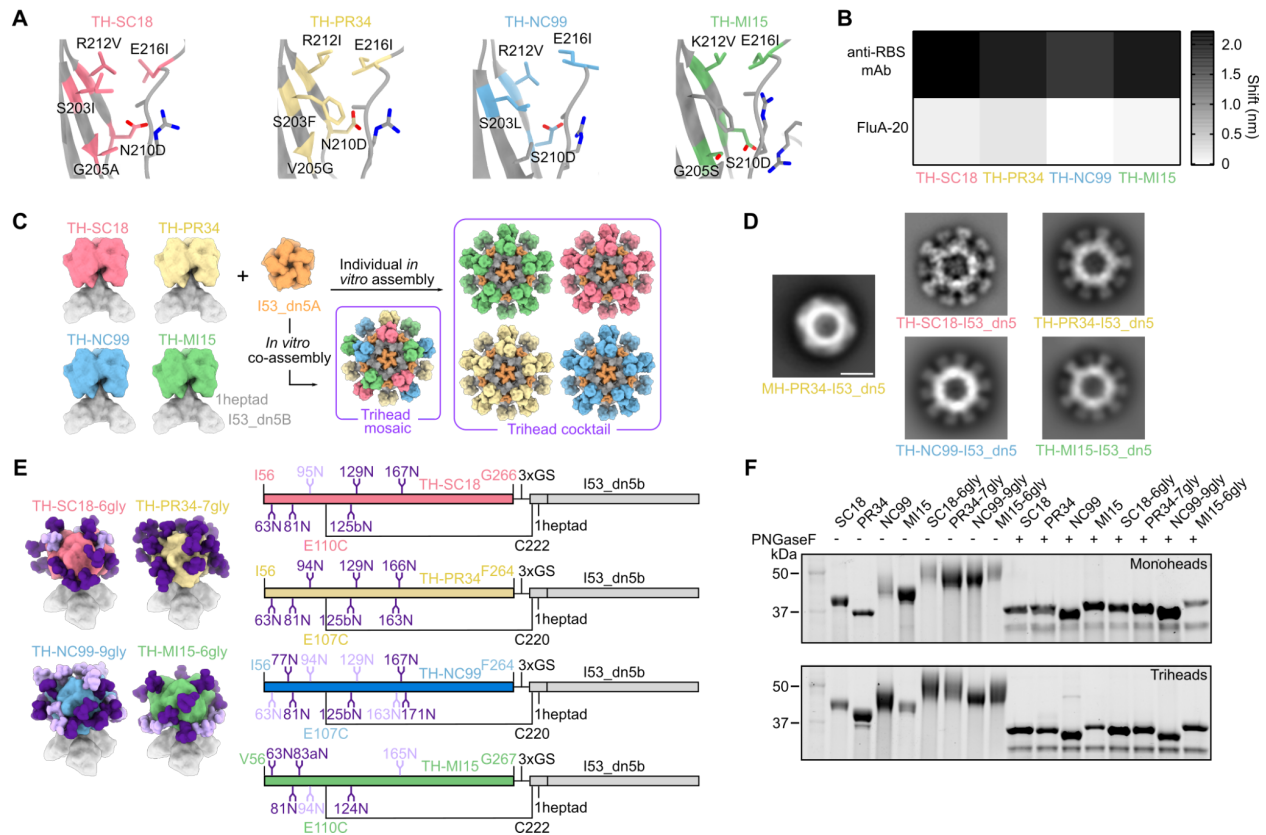 A
TH-SC18
R212V
E216I
S203I
N210D
G205A
TH-PR34
R212I
E216I
S203F
N210D
V205G
TH-NC99
R212V
E216I
S203L
S210D
TH-MI15
K212V E216I
S210D
G205S
B
anti-RBS
mAb
FluA-20
TH-SC18 TH-PR34 TH-NC99 TH-MI15
2.0
1.5
1.0
0.5
0
Shift (nm)
C
TH-SC18 TH-PR34
TH-NC99 TH-MI15
1heptad
I53_dn5B
+
I53_dn5A
Individual in
vitro assembly
In vitro
co-assembly
Trihead
mosaic
Trihead cocktail
D
MH-PR34-I53_dn5
TH-SC18-I53_dn5 TH-PR34-I53_dn5
TH-NC99-I53_dn5 TH-MI15-I53_dn5
E
TH-SC18-6gly TH-PR34-7gly
TH-NC99-9gly TH-MI15-6gly
I56 95N 129N 167N G266 3xGS
TH-SC18 I53_dn5b
63N 81N 125bN 1heptad
E110C C222
I56 94N 129N 166N F264 3xGS
TH-PR34 I53_dn5b
63N 81N 125bN 163N 1heptad
E107C C220
I56 77N 94N 129N 167N F264 3xGS
TH-NC99 I53_dn5b
63N 81N 125bN 163N 171N 1heptad
E107C C220
V56 63N 83aN 165N G267 3xGS
TH-MI15 I53_dn5b
81N 94N 124N 1heptad
E110C C222
F
SC18 PR34 NC99 MI15 SC18-6gly PR34-7gly NC99-9gly MI15-6gly SC18 PR34 NC99 MI15 SC18-6gly PR34-7gly NC99-9gly MI15-6gly
PNGaseF - - - - - - - - + + + + + + + +
kDa
Monoheads
50
37
Triheads
50
37